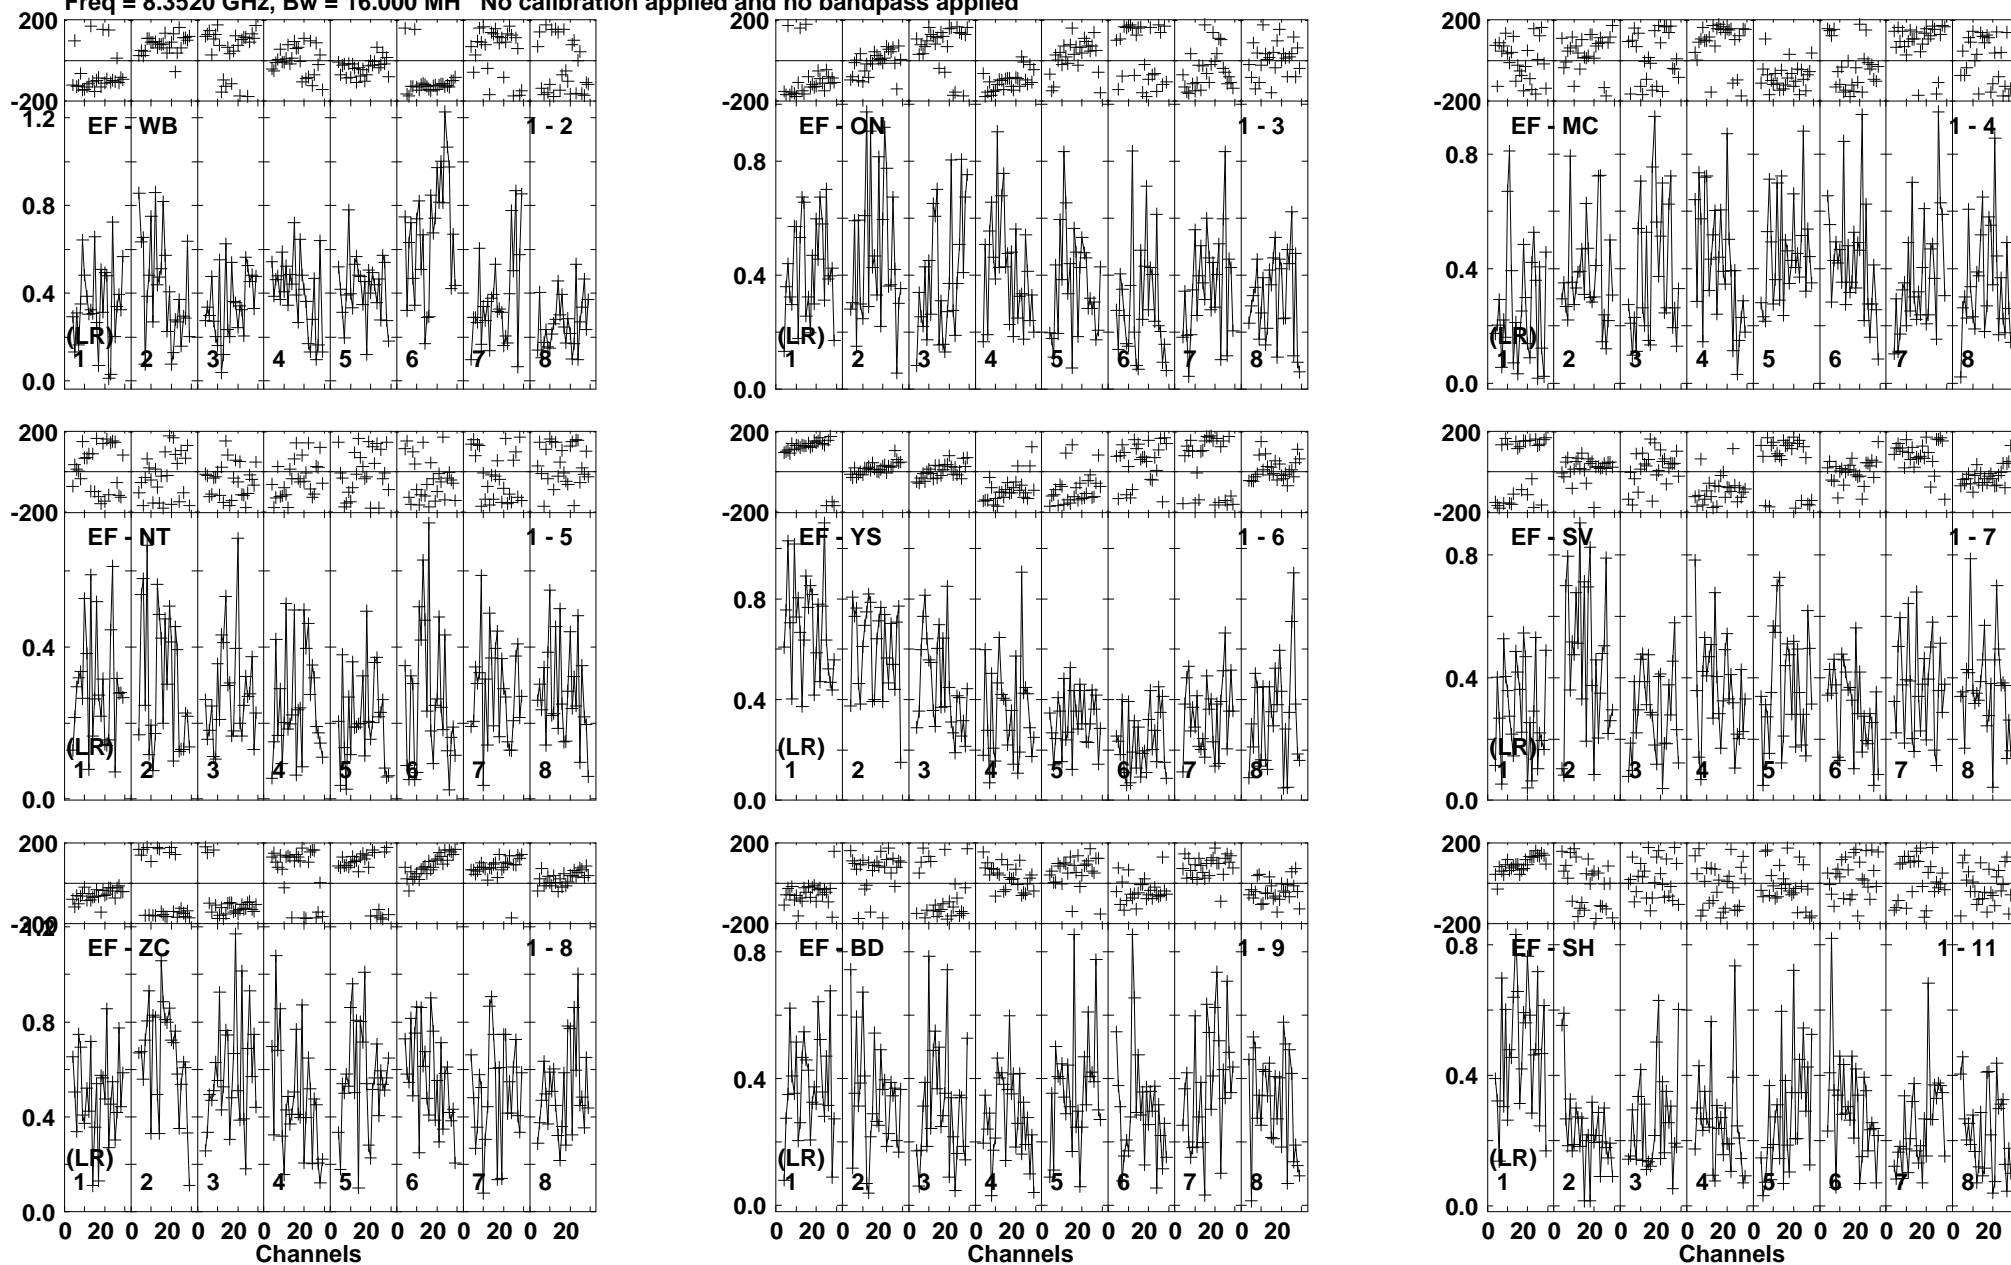 Freq = 8.3520 GHz, Bw = 16.000 MH No calibration applied and no bandpass applied
200 200 200
-200 -200 -200
1.2 EF - WB 1 - 2 EF - ON 1 - 3 EF - MC 1 - 4
0.8 0.8 0.8
0.4 0.4 0.4
(LR) (LR) (LR)
1 2 3 4 5 6 7 8 1 2 3 4 5 6 7 8 1 2 3 4 5 6 7 8
0.0 0.0 0.0
200 200 200
-200 -200 -200
EF - NT 1 - 5 EF - YS 1 - 6 EF - SV 1 - 7
0.8 0.8
0.4 0.4 0.4
(LR) (LR) (LR)
1 2 3 4 5 6 7 8 1 2 3 4 5 6 7 8 1 2 3 4 5 6 7 8
0.0 0.0 0.0
200 200 200
-200 -200 -200
1.2 EF - ZC 1 - 8 EF - BD 1 - 9 EF - SH 1 - 11
0.8 0.8 0.8
0.4 0.4 0.4
(LR) (LR) (LR)
1 2 3 4 5 6 7 8 1 2 3 4 5 6 7 8 1 2 3 4 5 6 7 8
0.0 0.0 0.0
0 20 0 20 0 20 0 20 0 20 0 20 0 20 0 20 0 20 0 20 0 20 0 20 0 20 0 20 0 20 0 20 0 20 0 20 0 20 0 20 0 20 0 20 0 20 0 20
Channels Channels Channels